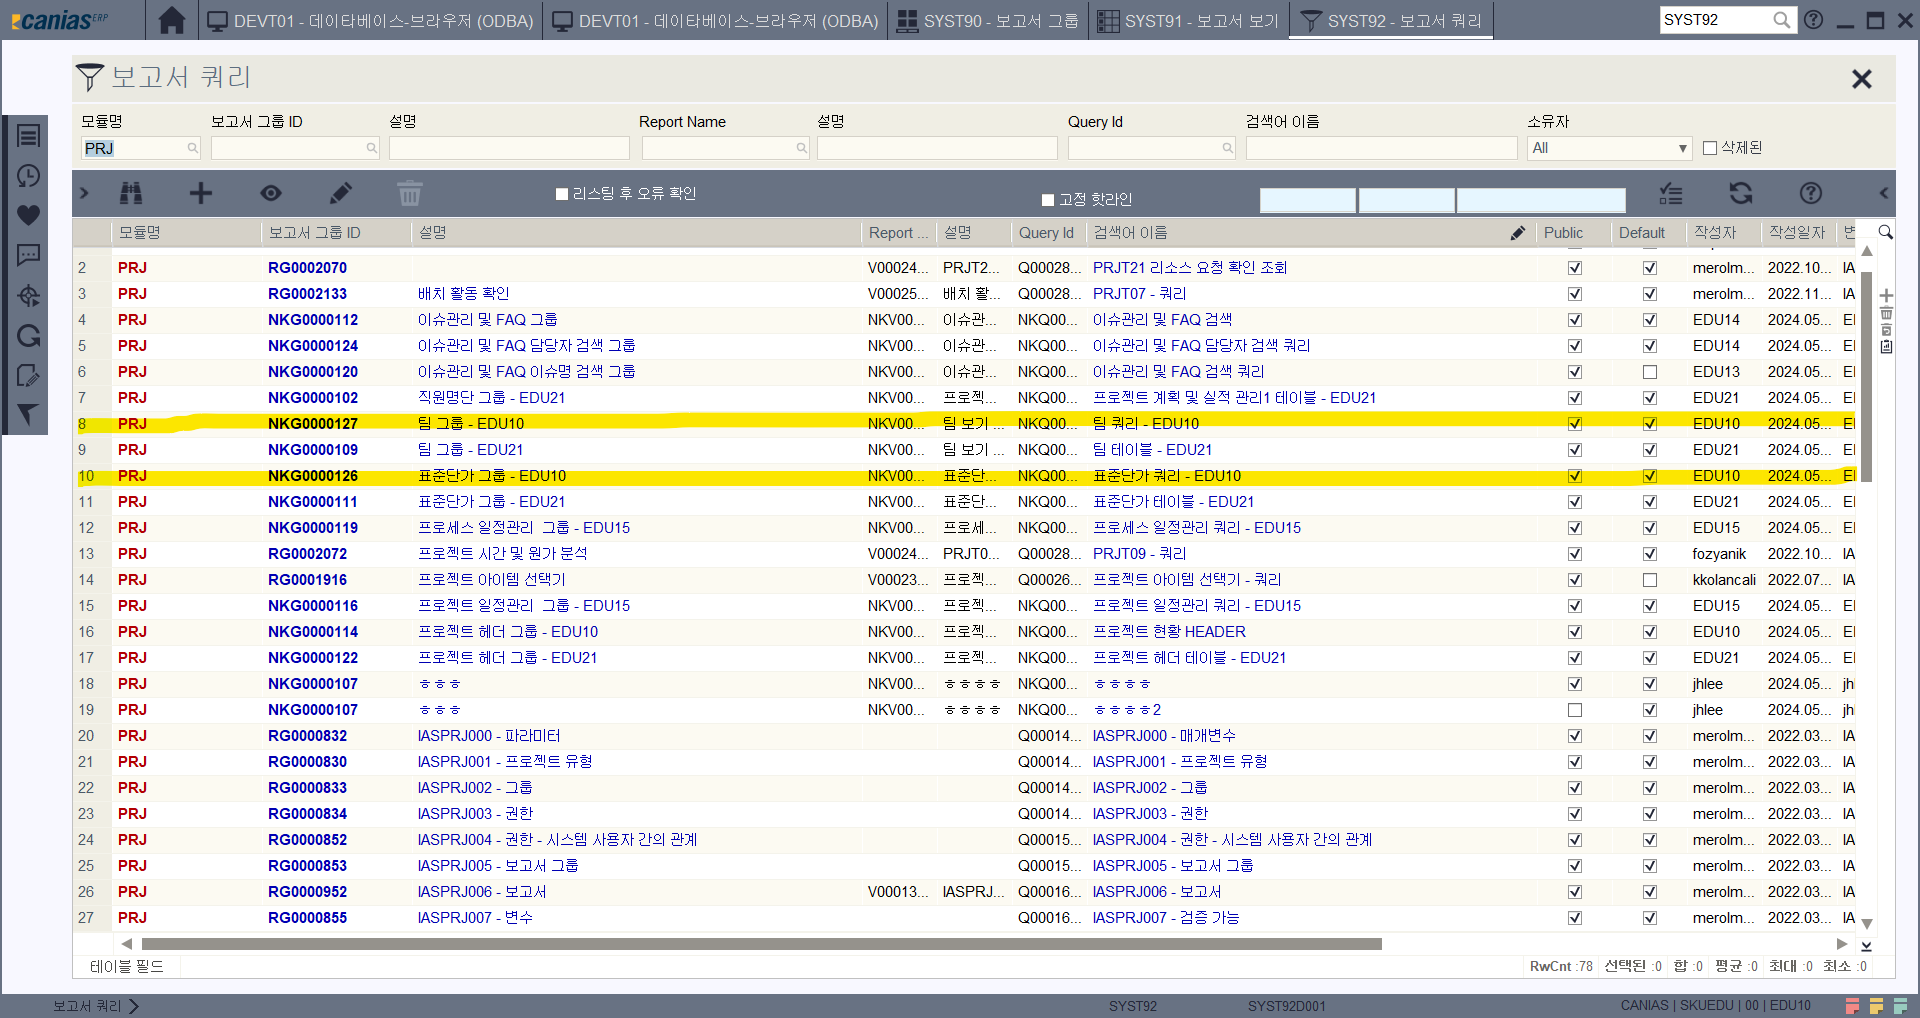 canias ERP
DEVT01 - 데이타베이스-브라우저 (ODBA)
DEVT01 - 데이타베이스-브라우저 (ODBA)
SYST90 - 보고서 그룹
SYST91 - 보고서 보기
SYST92 - 보고서 쿼리
SYST92
보고서 쿼리
모듈명 보고서 그룹 ID 설명 Report Name 설명 Query Id 검색어 이름 소유자
PRJ All 삭제된
리스팅 후 오류 확인 고정 핫라인
모듈명 보고서 그룹 ID 설명 Report ... 설명 Query Id 검색어 이름 Public Default 작성자 작성일자 변
2 PRJ RG0002070 V00024... PRJT2... Q00028... PRJT21 리소스 요청 확인 조회 merolm... 2022.10... IA
3 PRJ RG0002133 배치 활동 확인 V00025... 배치 활... Q00028... PRJT07 - 쿼리 merolm... 2022.11... IA
4 PRJ NKG0000112 이슈관리 및 FAQ 그룹 NKV00... 이슈관... NKQ00... 이슈관리 및 FAQ 검색 EDU14 2024.05... EI
5 PRJ NKG0000124 이슈관리 및 FAQ 담당자 검색 그룹 NKV00... 이슈관... NKQ00... 이슈관리 및 FAQ 담당자 검색 쿼리 EDU14 2024.05... EI
6 PRJ NKG0000120 이슈관리 및 FAQ 이슈명 검색 그룹 NKV00... 이슈관... NKQ00... 이슈관리 및 FAQ 검색 쿼리 EDU13 2024.05... EI
7 PRJ NKG0000102 직원명단 그룹 - EDU21 NKV00... 프로젝... NKQ00... 프로젝트 계획 및 실적 관리1 테이블 - EDU21 EDU21 2024.05... EI
8 PRJ NKG0000127 팀 그룹 - EDU10 NKV00... 팀 보기 ... NKQ00... 팀 쿼리 - EDU10 EDU10 2024.05... EI
9 PRJ NKG0000109 팀 그룹 - EDU21 NKV00... 팀 보기 ... NKQ00... 팀 테이블 - EDU21 EDU21 2024.05... EI
10 PRJ NKG0000126 표준단가 그룹 - EDU10 NKV00... 표준단... NKQ00... 표준단가 쿼리 - EDU10 EDU10 2024.05... EI
11 PRJ NKG0000111 표준단가 그룹 - EDU21 NKV00... 표준단... NKQ00... 표준단가 테이블 - EDU21 EDU21 2024.05... EI
12 PRJ NKG0000119 프로세스 일정관리  그룹 - EDU15 NKV00... 프로세... NKQ00... 프로세스 일정관리 쿼리 - EDU15 EDU15 2024.05... EI
13 PRJ RG0002072 프로젝트 시간 및 원가 분석 V00024... PRJT0... Q00028... PRJT09 - 쿼리 fozyanik 2022.10... IA
14 PRJ RG0001916 프로젝트 아이템 선택기 V00023... 프로젝... Q00026... 프로젝트 아이템 선택기 - 쿼리 kkolancali 2022.07... IA
15 PRJ NKG0000116 프로젝트 일정관리  그룹 - EDU15 NKV00... 프로젝... NKQ00... 프로젝트 일정관리 쿼리 - EDU15 EDU15 2024.05... EI
16 PRJ NKG0000114 프로젝트 헤더 그룹 - EDU10 NKV00... 프로젝... NKQ00... 프로젝트 현황 HEADER EDU10 2024.05... EI
17 PRJ NKG0000122 프로젝트 헤더 그룹 - EDU21 NKV00... 프로젝... NKQ00... 프로젝트 헤더 테이블 - EDU21 EDU21 2024.05... EI
18 PRJ NKG0000107 ㅎㅎㅎ NKV00... ㅎㅎㅎㅎ NKQ00... ㅎㅎㅎㅎ jhlee 2024.05... jhl
19 PRJ NKG0000107 ㅎㅎㅎ NKV00... ㅎㅎㅎㅎ NKQ00... ㅎㅎㅎㅎ2 jhlee 2024.05... jhl
20 PRJ RG0000832 IASPRJ000 - 파라미터 Q00014... IASPRJ000 - 매개변수 merolm... 2022.03... IA
21 PRJ RG0000830 IASPRJ001 - 프로젝트 유형 Q00014... IASPRJ001 - 프로젝트 유형 merolm... 2022.03... IA
22 PRJ RG0000833 IASPRJ002 - 그룹 Q00014... IASPRJ002 - 그룹 merolm... 2022.03... IA
23 PRJ RG0000834 IASPRJ003 - 권한 Q00014... IASPRJ003 - 권한 merolm... 2022.03... IA
24 PRJ RG0000852 IASPRJ004 - 권한 - 시스템 사용자 간의 관계 Q00015... IASPRJ004 - 권한 - 시스템 사용자 간의 관계 merolm... 2022.03... IA
25 PRJ RG0000853 IASPRJ005 - 보고서 그룹 Q00015... IASPRJ005 - 보고서 그룹 merolm... 2022.03... IA
26 PRJ RG0000952 IASPRJ006 - 보고서 V00013... IASPRJ... Q00016... IASPRJ006 - 보고서 merolm... 2022.03... IA
27 PRJ RG0000855 IASPRJ007 - 변수 Q00016... IASPRJ007 - 검증 가능 merolm... 2022.03... IA
테이블 필드 RwCnt :78 선택된 :0 합 :0 평균 :0 최대 :0 최소 :0
보고서 쿼리 SYST92 SYST92D001 CANIAS | SKUEDU | 00 | EDU10